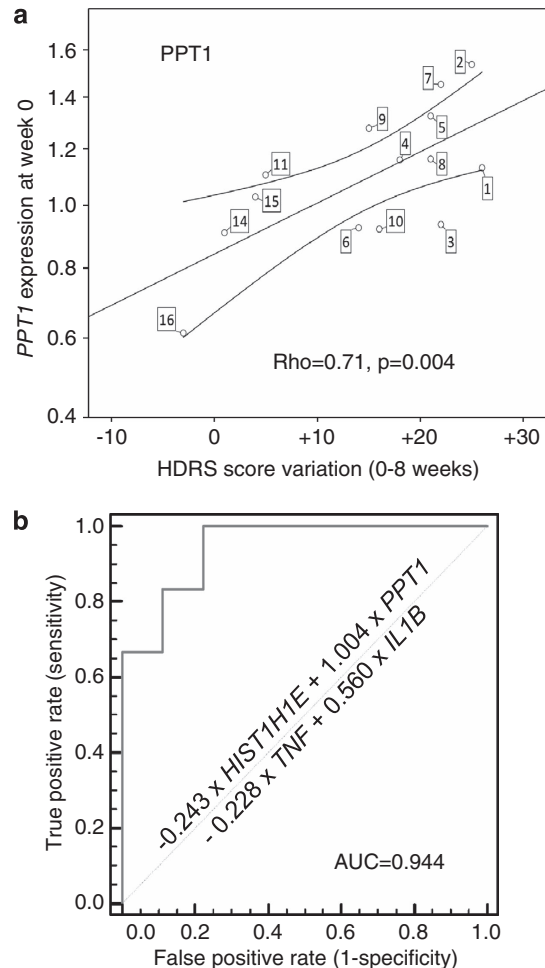 a
PPT1
PPT1 expression at week 0
1.6
1.4
1.2
1.0
0.8
0.6
0.4
2
7
9
5
4
11
8
1
15
14
6
10
3
16
Rho=0.71, p=0.004
-10 0 +10 +20 +30
HDRS score variation (0-8 weeks)
b
True positive rate (sensitivity)
1.0
0.8
0.6
0.4
0.2
0.0
-0.243 x HIST1H1E + 1.004 x PPT1
- 0.228 x TNF + 0.560 x IL1B
AUC=0.944
0.0 0.2 0.4 0.6 0.8 1.0
False positive rate (1-specificity)